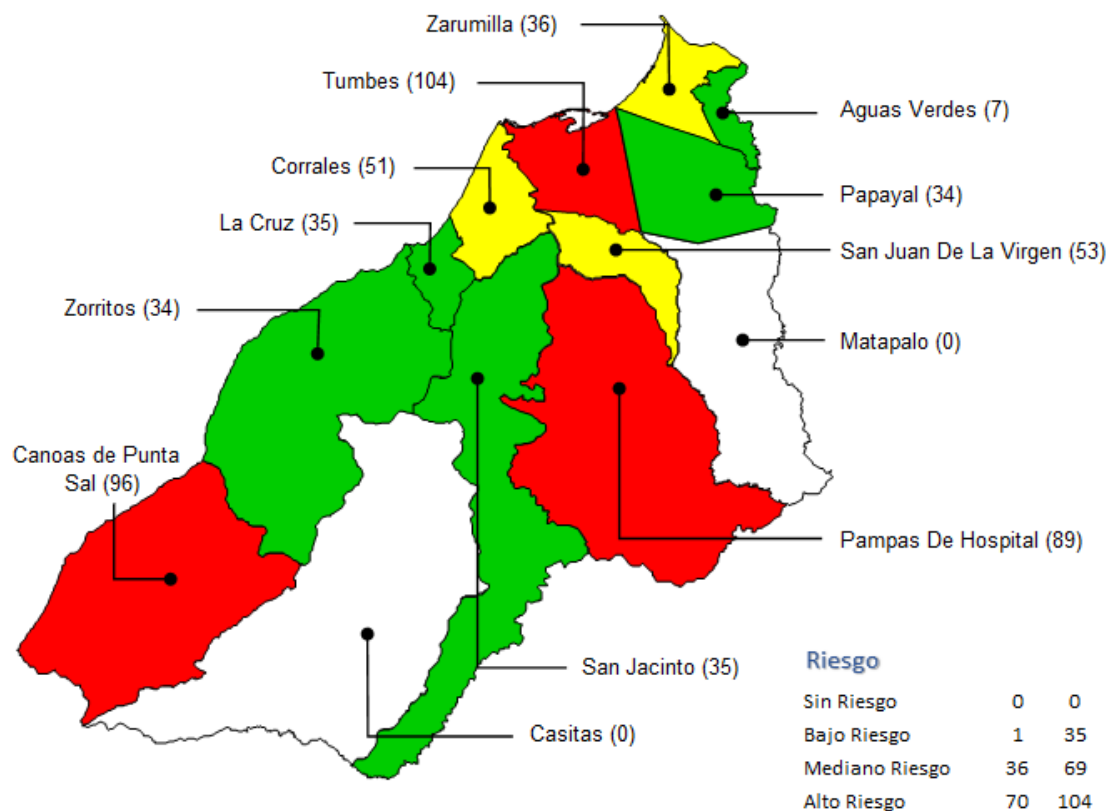 Zarumilla (36)
Tumbes (104)
Aguas Verdes (7)
Corrales (51)
Papayal (34)
La Cruz (35)
San Juan De La Virgen (53)
Zorritos (34)
Matapalo (0)
Canoas de Punta
Sal (96)
Pampas De Hospital (89)
San Jacinto (35)
Casitas (0)
Riesgo
Sin Riesgo 0 0
Bajo Riesgo 1 35
Mediano Riesgo 36 69
Alto Riesgo 70 104